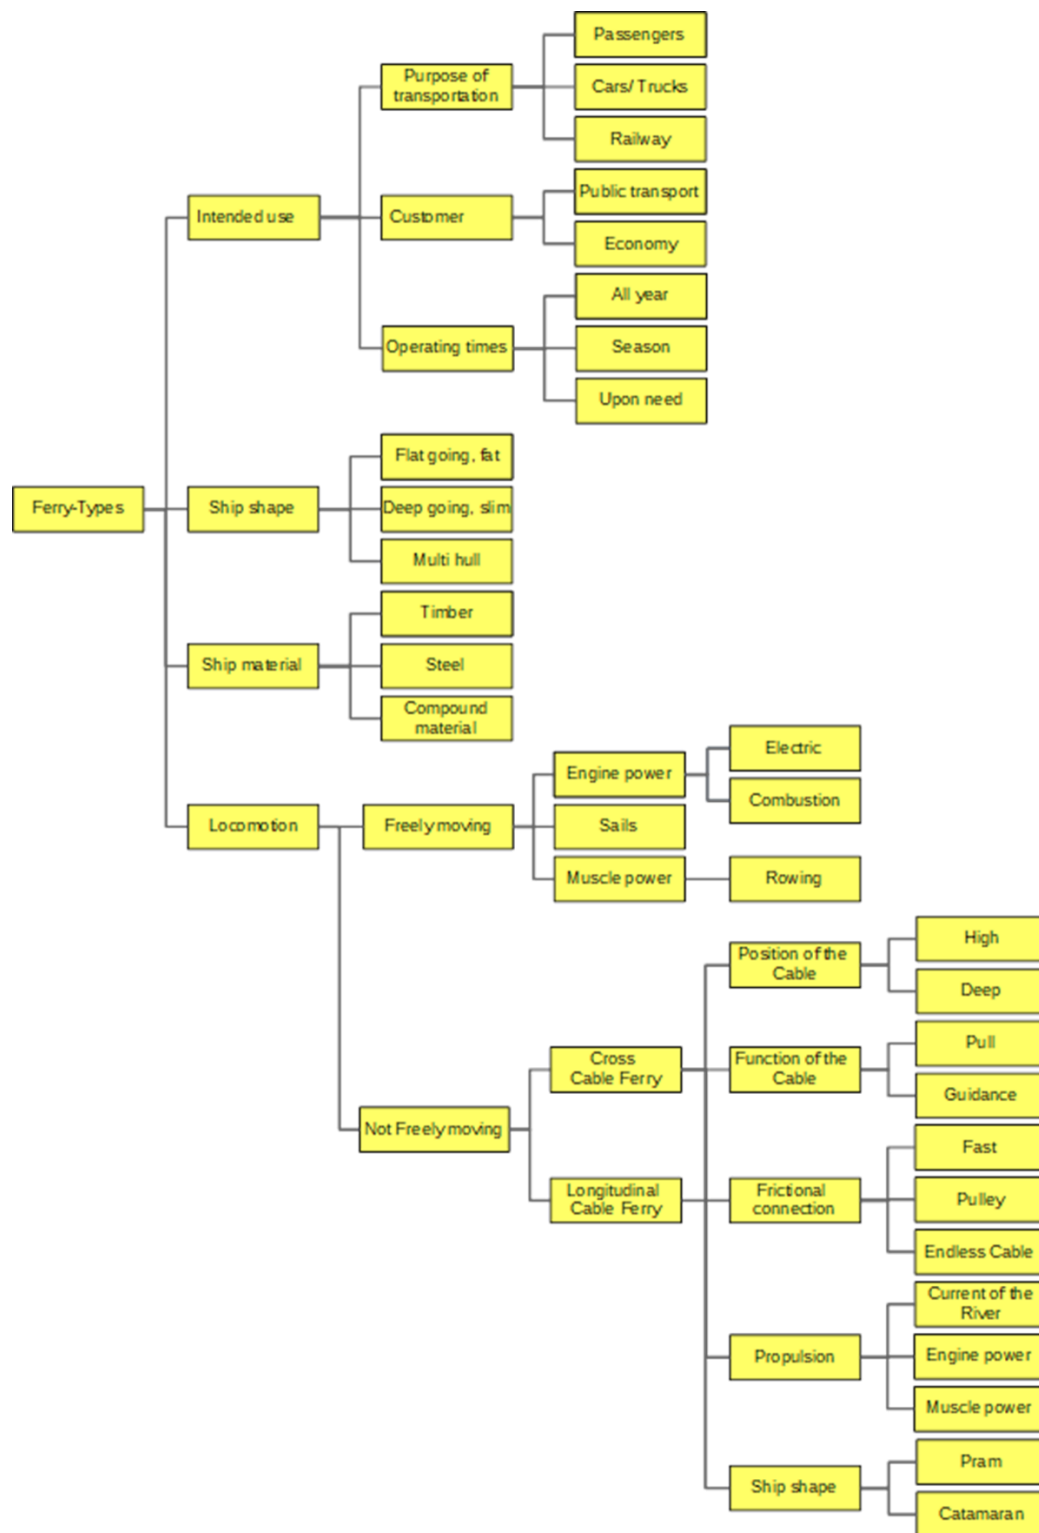 Passengers
Purpose of
transportation
Cars/ Trucks
Railway
Public transport
Intended use
Customer
Economy
All year
Operating times
Season
Upon need
Flat going, fat
Ferry-Types
Ship shape
Deep going, slim
Multi hull
Timber
Ship material
Steel
Compound
material
Electric
Engine power
Combustion
Locomotion
Freely moving
Sails
Muscle power
Rowing
High
Position of the
Cable
Deep
Pull
Cross
Cable Ferry
Function of the
Cable
Guidance
Not Freely moving
Fast
Longitudinal
Cable Ferry
Frictional
connection
Pulley
Endless Cable
Current of the
River
Propulsion
Engine power
Muscle power
Pram
Ship shape
Catamaran